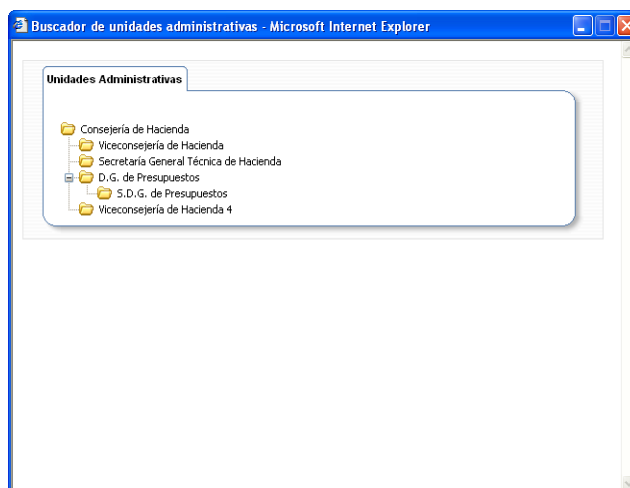 Buscador de unidades administrativas - Microsoft Internet Explorer
Unidades Administrativas
Consejería de Hacienda
Viceconsejería de Hacienda
Secretaría General Técnica de Hacienda
D.G. de Presupuestos
S.D.G. de Presupuestos
Viceconsejería de Hacienda 4